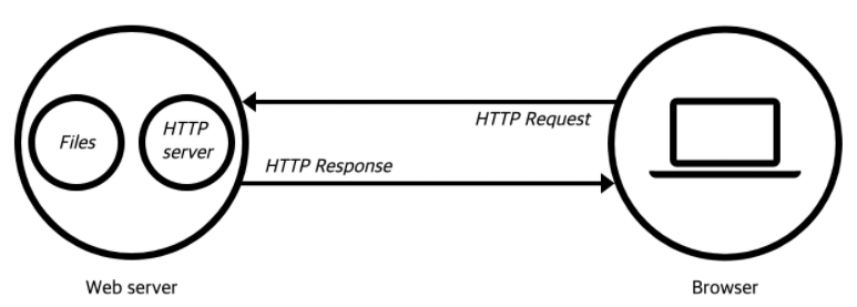 Files
HTTP
server
HTTP Request
HTTP Response
Web server
Browser